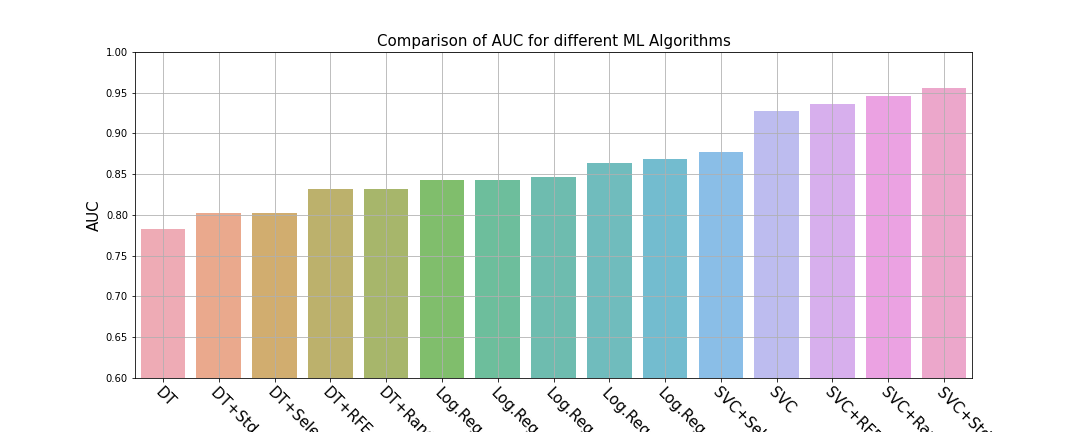 Comparison of AUC for different ML Algorithms
AUC
1.00
0.95
0.90
0.85
0.80
0.75
0.70
0.65
0.60
DT
DT+Std
DT+Sele
DT+RFE
DT+Ran
Log.Reg
Log.Reg
Log.Reg
Log.Reg
Log.Reg
SVC+Sel
SVC
SVC+RF
SVC+Ra
SVC+St